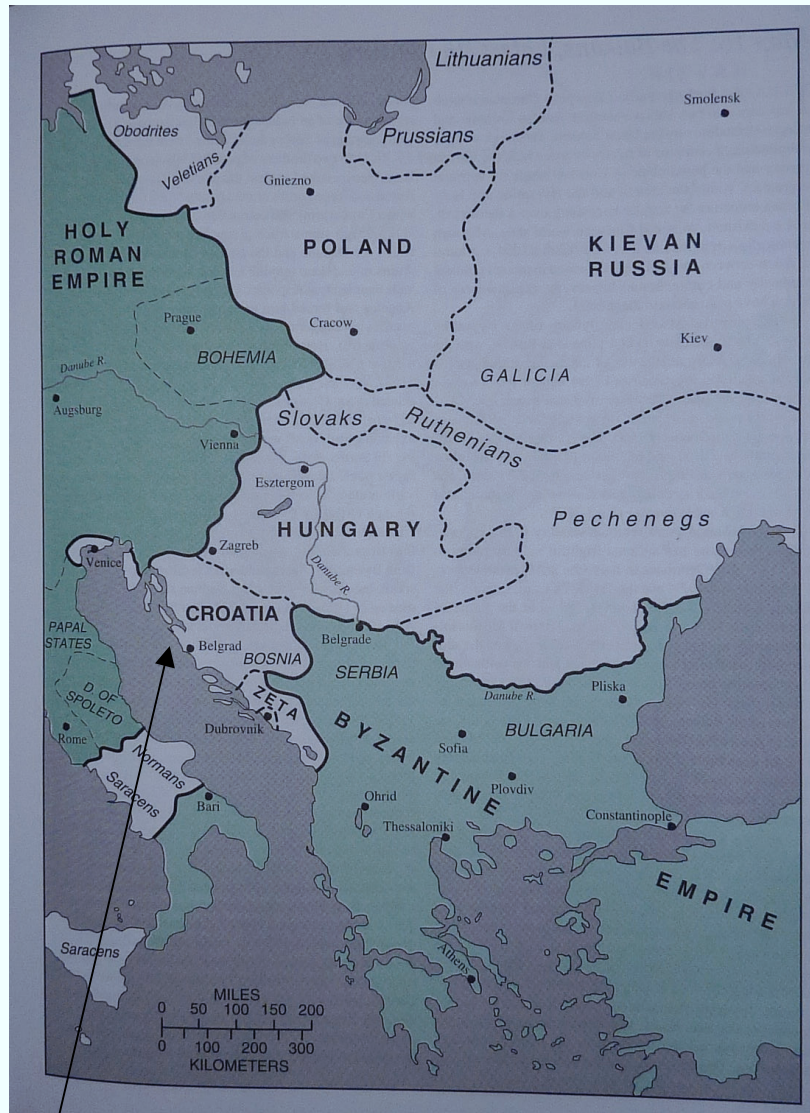 Lithuanians
Smolensk
Obodrites
Prussians
Veletians
Gniezno
HOLY
ROMAN
EMPIRE
POLAND
KIEVAN
RUSSIA
Prague
Cracow
Kiev
BOHEMIA
Danube R.
GALICIA
Augsburg
Slovaks
Ruthenians
Vienna
Esztergom
HUNGARY
Pechenegs
Zagreb
Venice
Danube R.
CROATIA
PAPAL
STATES
Belgrade
Belgrad
BOSNIA
SERBIA
D. OF
SPOLETO
ZETA
Danube R.
Pliska
Dubrovnik
Rome
BYZANTINE
BULGARIA
Sofia
Normans
Saracens
Plovdiv
Bari
Ohrid
Thessaloniki
Constantinople
EMPIRE
Saracens
Athens
MILES
0 50 100 150 200
0 100 200 300
KILOMETERS